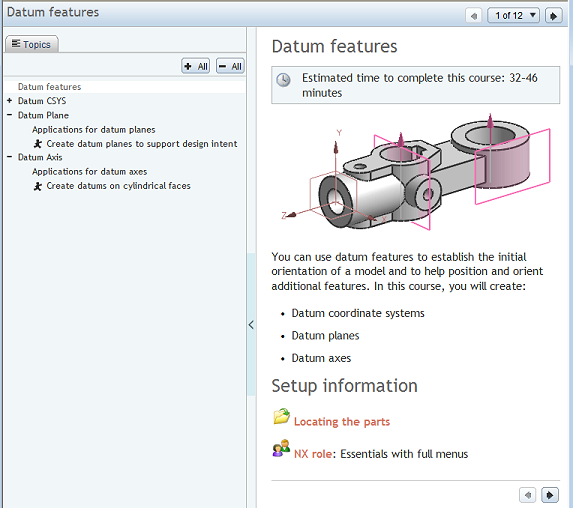 Datum features
1 of 12
Topics
All
All
Datum features
Datum CSYS
Datum Plane
Applications for datum planes
Create datum planes to support design intent
Datum Axis
Applications for datum axes
Create datums on cylindrical faces
Datum features
Estimated time to complete this course: 32–46
minutes
Y
Z
X
You can use datum features to establish the initial
orientation of a model and to help position and orient
additional features. In this course, you will create:
• Datum coordinate systems
• Datum planes
• Datum axes
Setup information
Locating the parts
NX role: Essentials with full menus